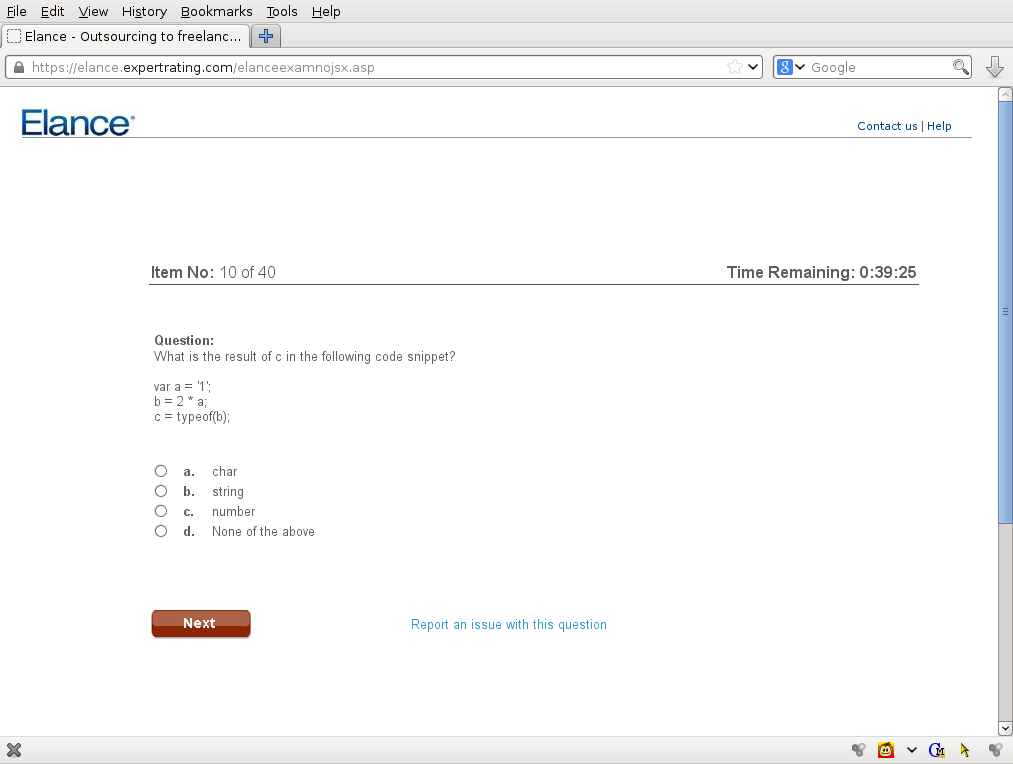 File Edit View History Bookmarks Tools Help
Elance - Outsourcing to freelanc...
https://elance.expertrating.com/elanceexamnojsx.asp
8 Google
Elance
Contact us | Help
Item No: 10 of 40
Time Remaining: 0:39:25
Question:
What is the result of c in the following code snippet?
var a = '1';
b = 2 * a;
c = typeof(b);
a. char
b. string
c. number
d. None of the above
Next
Report an issue with this question